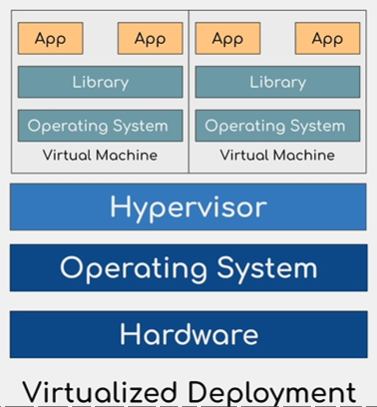 App App App App
Library Library
Operating System Operating System
Virtual Machine Virtual Machine
Hypervisor
Operating System
Hardware
Virtualized Deployment